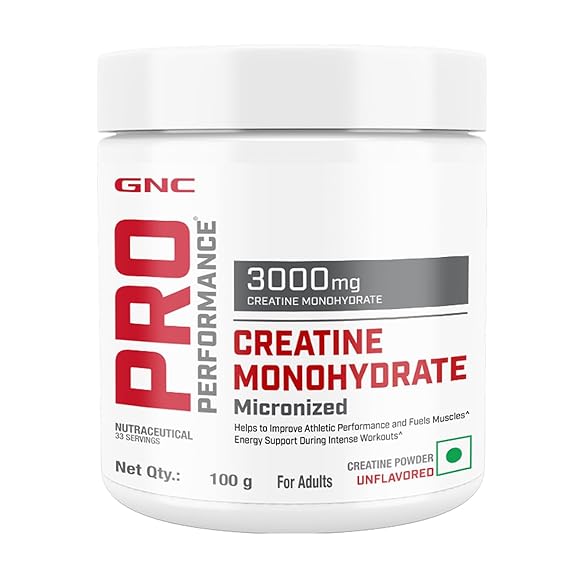 GNC
PRO
PERFORMANCE®
3000mg
CREATINE MONOHYDRATE
CREATINE
MONOHYDRATE
Micronized
Helps to Improve Athletic Performance and Fuels Muscles^
Energy Support During Intense Workouts^
NUTRACEUTICAL
33 SERVINGS
CREATINE POWDER
UNFLAVORED
Net Qty.: 100 g For Adults